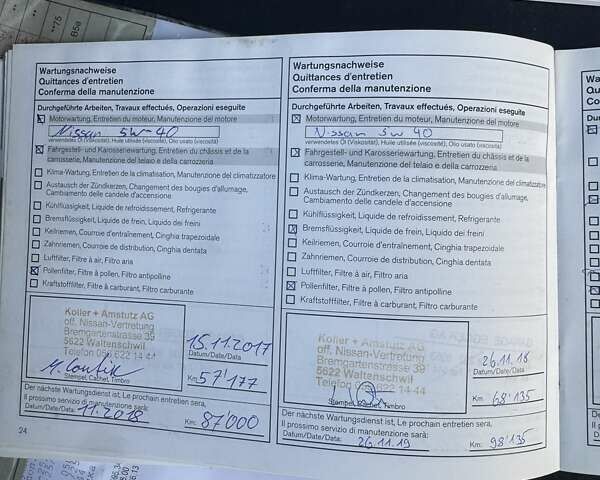 Wartungsnachweise
Quittances d'entretien
Conferma della manutenzione
Durchgeführte Arbeiten, Travaux effectués, Operazioni eseguite
Motorwartung, Entretien du moteur, Manutenzione del motore
Nissan 5W-40
verwendetes Öl (Viskosität), Huile utilisée (viscosité), Olio usato (viscosità)
Fahrgestell- und Karosseriewartung, Entretien du châssis et de la
carrosserie, Manutenzione del telaio e della carrozzeria
Klima-Wartung, Entretien de la climatisation, Manutenzione del climatizzatore
Austausch der Zündkerzen, Changement des bougies d'allumage,
Cambiamento delle candele d'accensione
Kühlflüssigkeit, Liquide de refroidissement, Refrigerante
Bremsflüssigkeit, Liquide de frein, Liquido dei freini
Keilriemen, Courroie d'entraînement, Cinghia trapezoidale
Zahnriemen, Courroie de distribution, Cinghia dentata
Luftfilter, Filtre à air, Filtro aria
Pollenfilter, Filtre à pollen, Filtro antipolline
Kraftstofffilter, Filtre à carburant, Filtro carburante
Koller + Amstutz AG
off. Nissan-Vertretung
Bremgartenstrasse 39
5622 Waltenschwil
Telefon 056 622 14 44
Stempel, Cachet, Timbro
15.11.2017
Datum/Date/Data
Km: 57'177
Der nächste Wartungsdienst ist, Le prochain entretien sera,
Il prossimo servizio di manutenzione sarà:
Datum/Date/Data: 11.2018 Km: 87'000
24
Wartungsnachweise
Quittances d'entretien
Conferma della manutenzione
Durchgeführte Arbeiten, Travaux effectués, Operazioni eseguite
Motorwartung, Entretien du moteur, Manutenzione del motore
Nissan 5W 40
verwendetes Öl (Viskosität), Huile utilisée (viscosité), Olio usato (viscosità)
Fahrgestell- und Karosseriewartung, Entretien du châssis et de la
carrosserie, Manutenzione del telaio e della carrozzeria
Klima-Wartung, Entretien de la climatisation, Manutenzione del climatizzatore
Austausch der Zündkerzen, Changement des bougies d'allumage,
Cambiamento delle candele d'accensione
Kühlflüssigkeit, Liquide de refroidissement, Refrigerante
Bremsflüssigkeit, Liquide de frein, Liquido dei freini
Keilriemen, Courroie d'entraînement, Cinghia trapezoidale
Zahnriemen, Courroie de distribution, Cinghia dentata
Luftfilter, Filtre à air, Filtro aria
Pollenfilter, Filtre à pollen, Filtro antipolline
Kraftstofffilter, Filtre à carburant, Filtro carburante
Koller + Amstutz AG
off. Nissan-Vertretung
Bremgartenstrasse 39
5622 Waltenschwil
Telefon 056 622 14 44
Stempel, Cachet, Timbro
26.11.18
Datum/Date/Data
Km: 68'135
Der nächste Wartungsdienst ist, Le prochain entretien sera,
Il prossimo servizio di manutenzione sarà:
Datum/Date/Data: 26.11.19 Km: 98'135